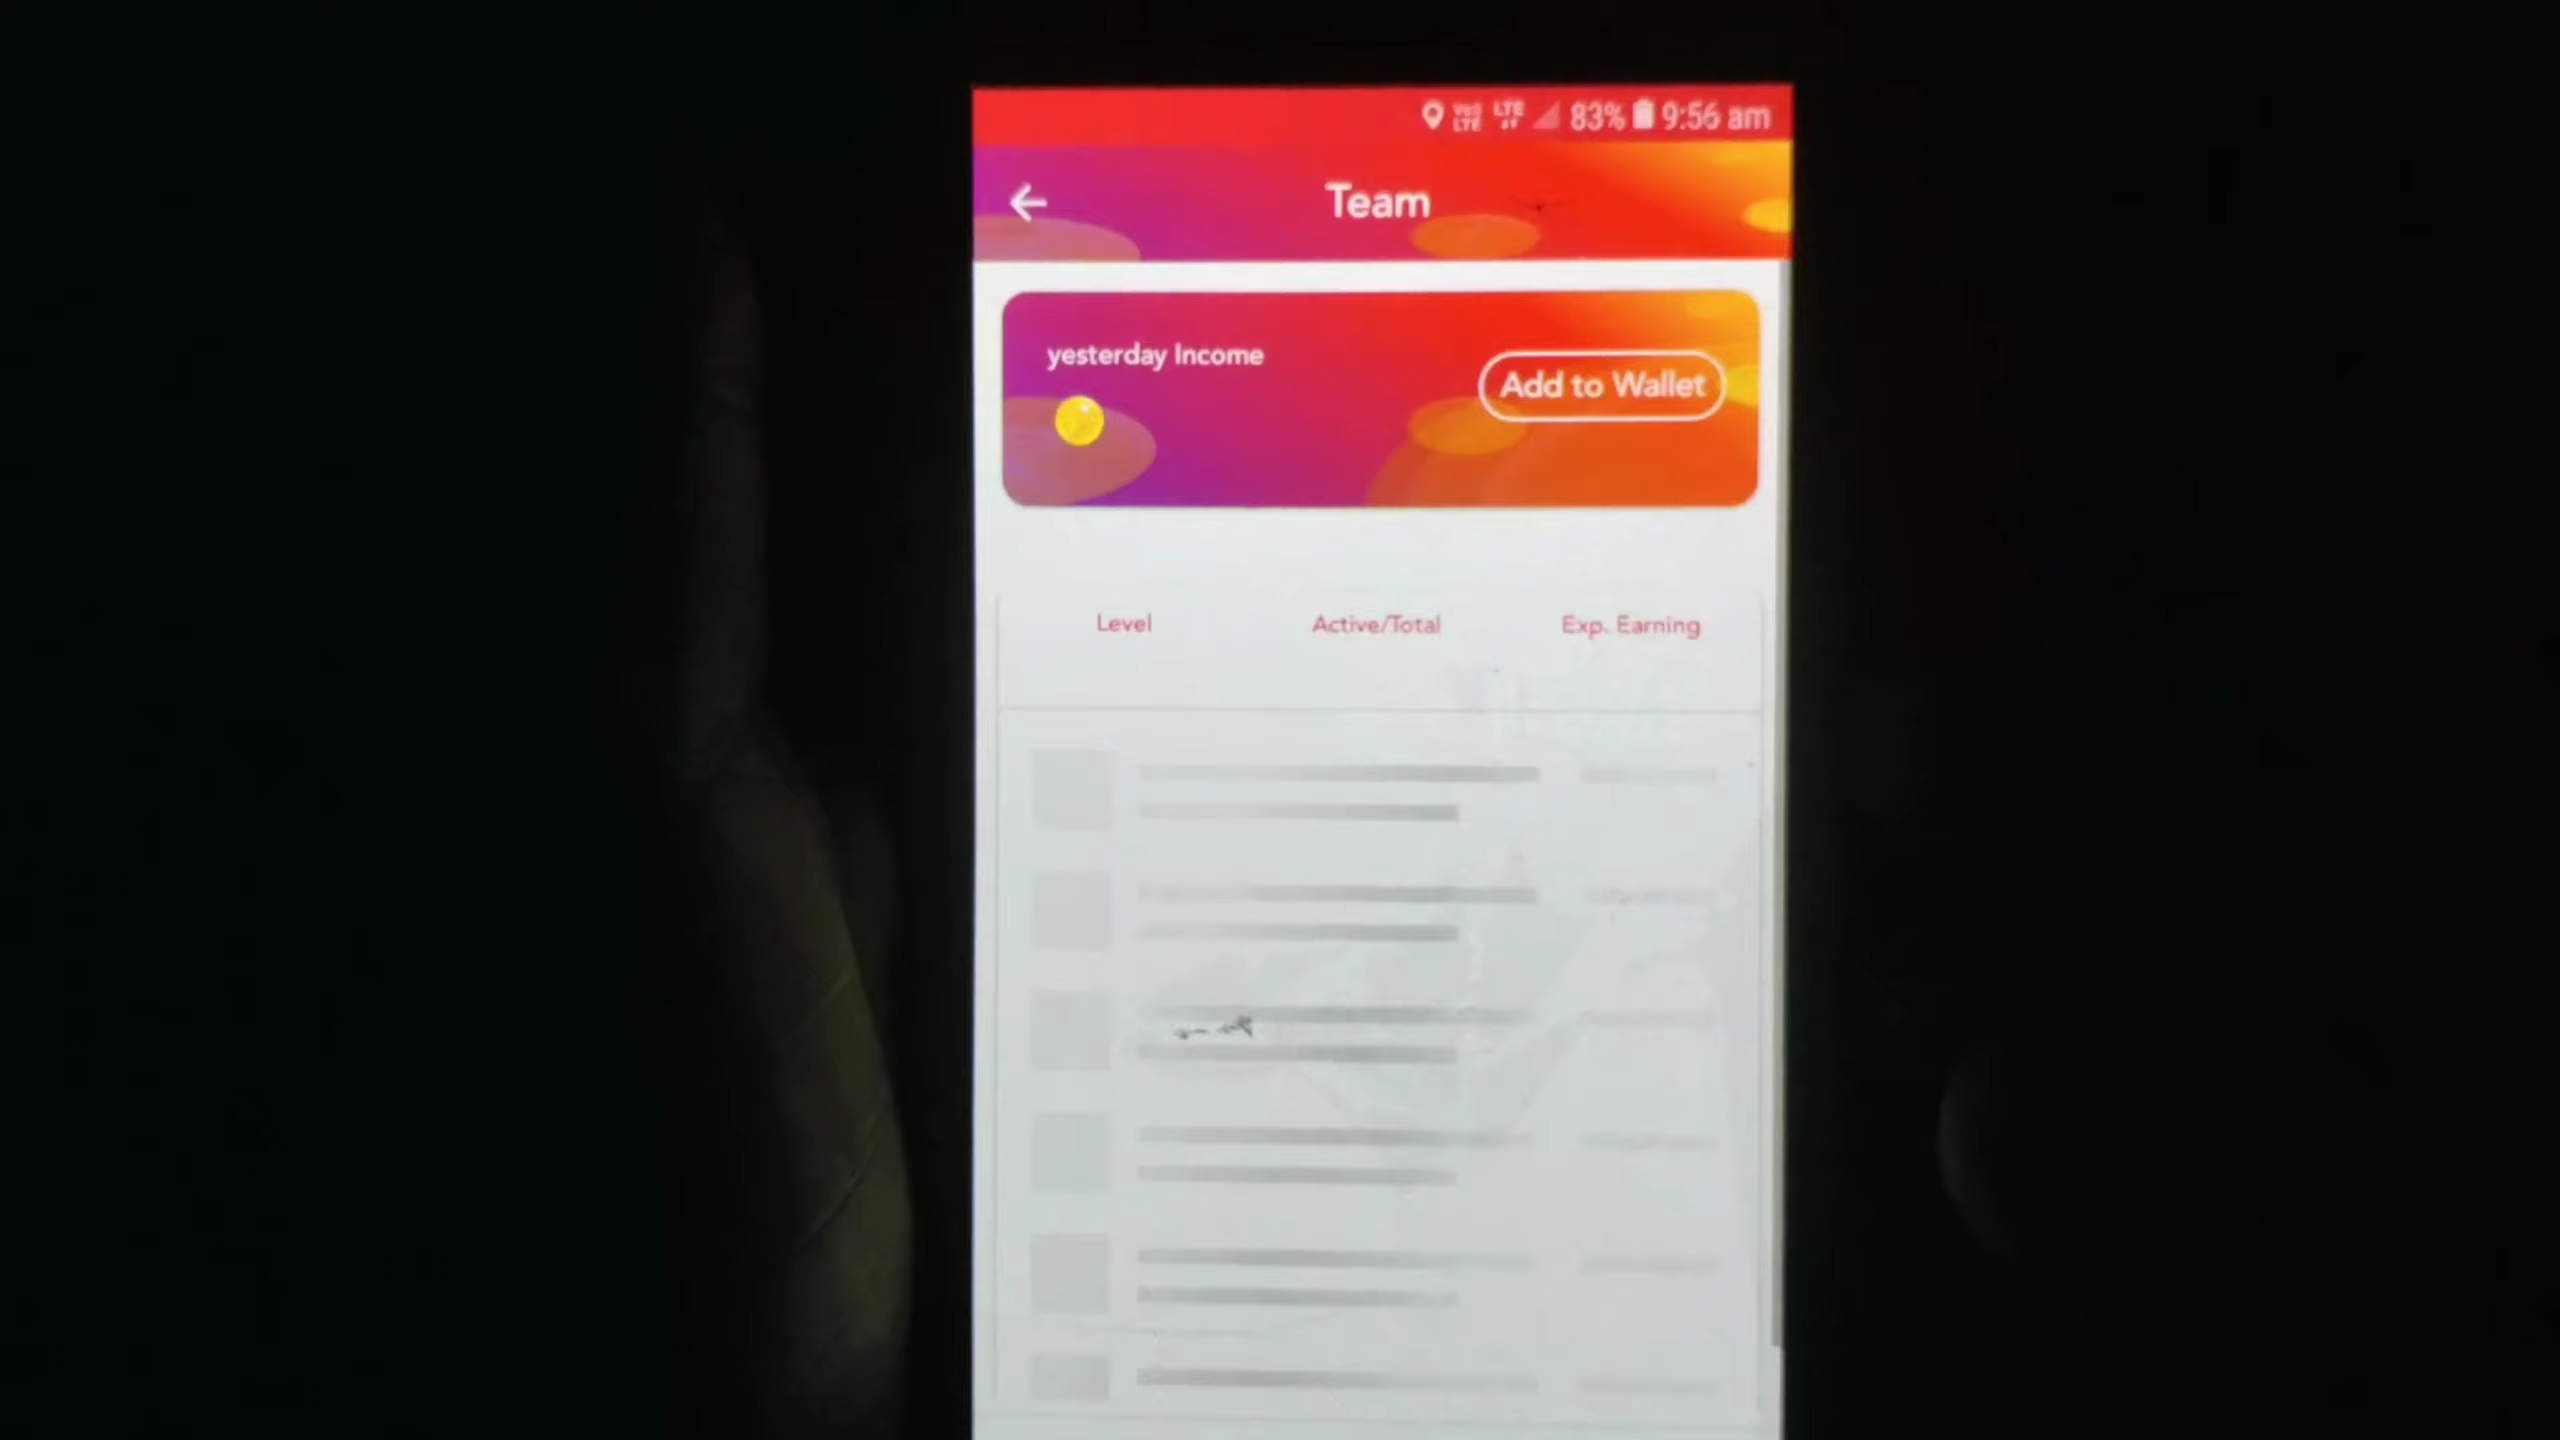 83% 9:56 am
Team
yesterday Income
Add to Wallet
Level Active/Total Exp. Earning